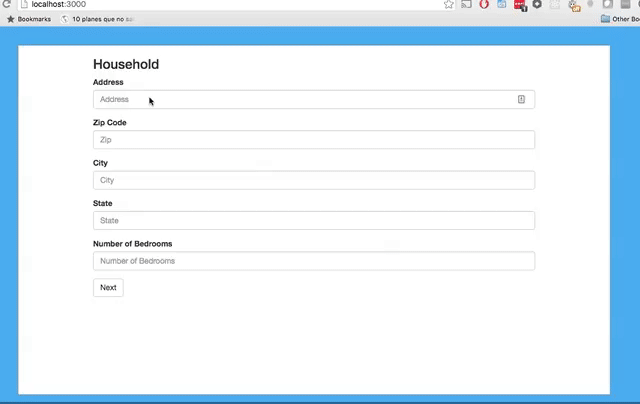 localhost:3000
Bookmarks 10 planes que no
Other Bo
Household
Address
Address
Zip Code
Zip
City
City
State
State
Number of Bedrooms
Number of Bedrooms
Next